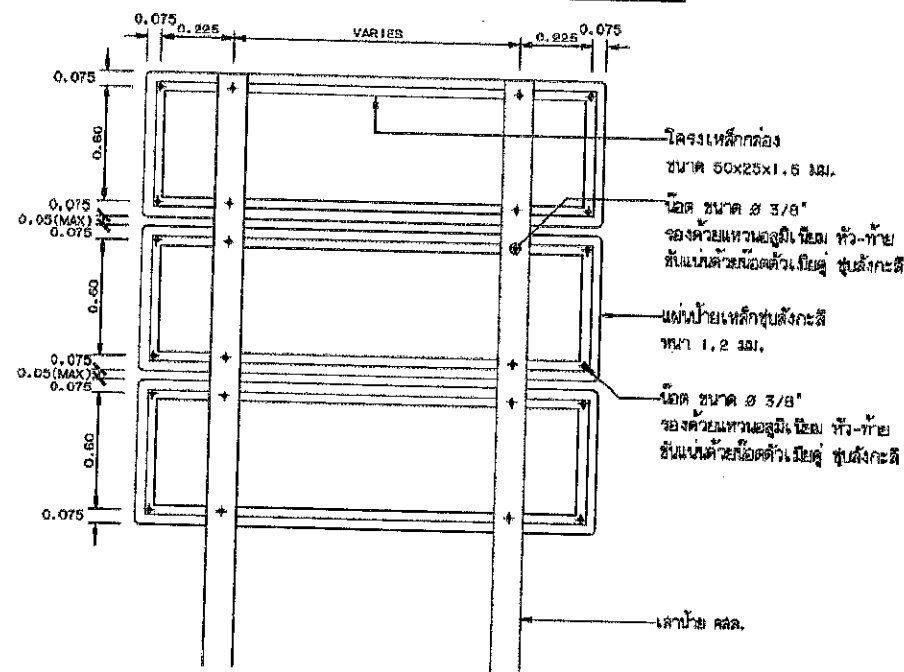 0.075 0.225 VARIES 0.225 0.075
0.075
0.60
0.075
0.05(MAX)
0.075
0.60
0.075
0.05(MAX)
0.075
0.60
0.075
โครงเหล็กกล่อง
ขนาด 50x25x1.5 มม.
น๊อต ขนาด Ø 3/8"
รองด้วยแหวนอลูมิเนียม หัว-ท้าย
ขันแน่นด้วยน๊อตตัวเมียคู่ ชุบสังกะสี
แผ่นป้ายเหล็กชุบสังกะสี
หนา 1.2 มม.
น๊อต ขนาด Ø 3/8"
รองด้วยแหวนอลูมิเนียม หัว-ท้าย
ขันแน่นด้วยน๊อตตัวเมียคู่ ชุบสังกะสี
เสาป้าย คสล.